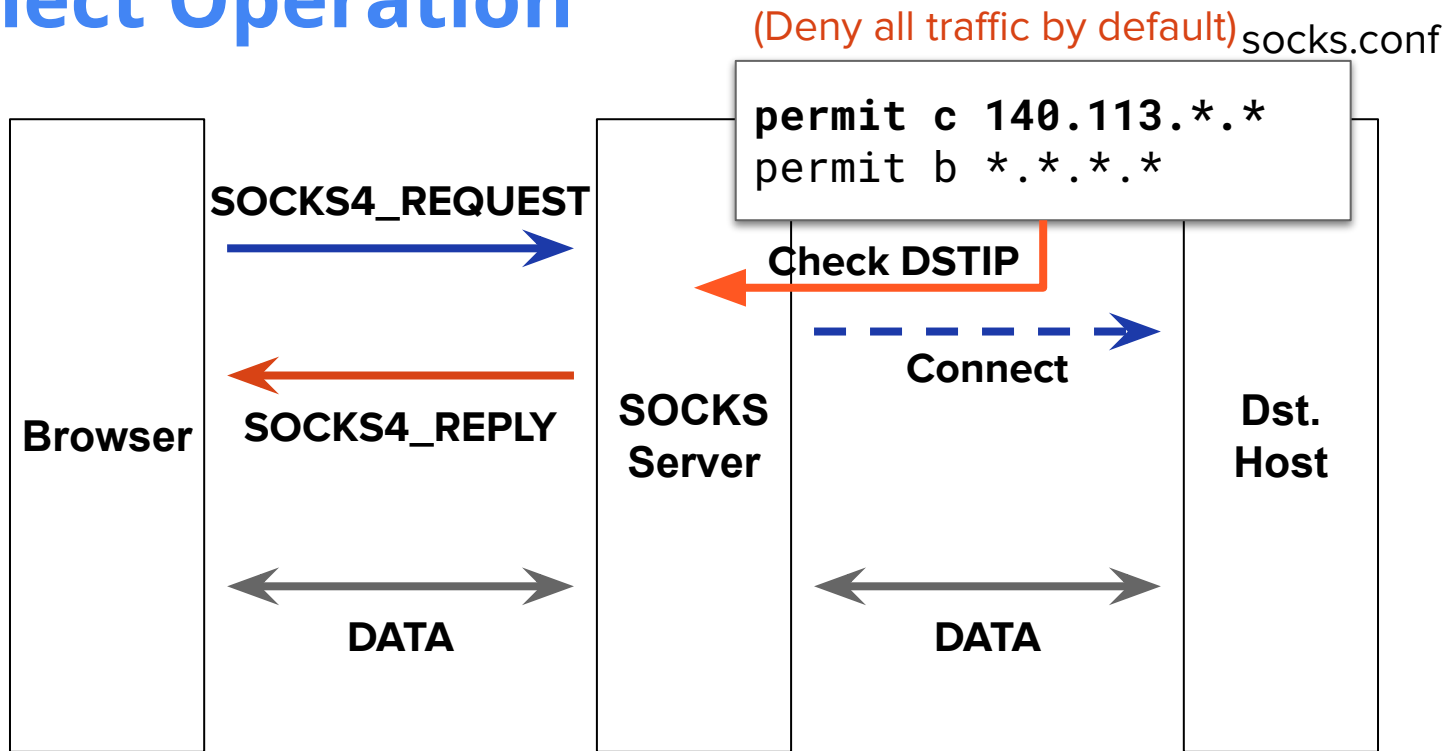 Operation
(Deny all traffic by default)
socks.conf
permit c 140.113.*.*
permit b *.*.*.*
SOCKS4_REQUEST
Check DSTIP
Connect
SOCKS4_REPLY
Browser
SOCKS
Server
Dst.
Host
DATA
DATA